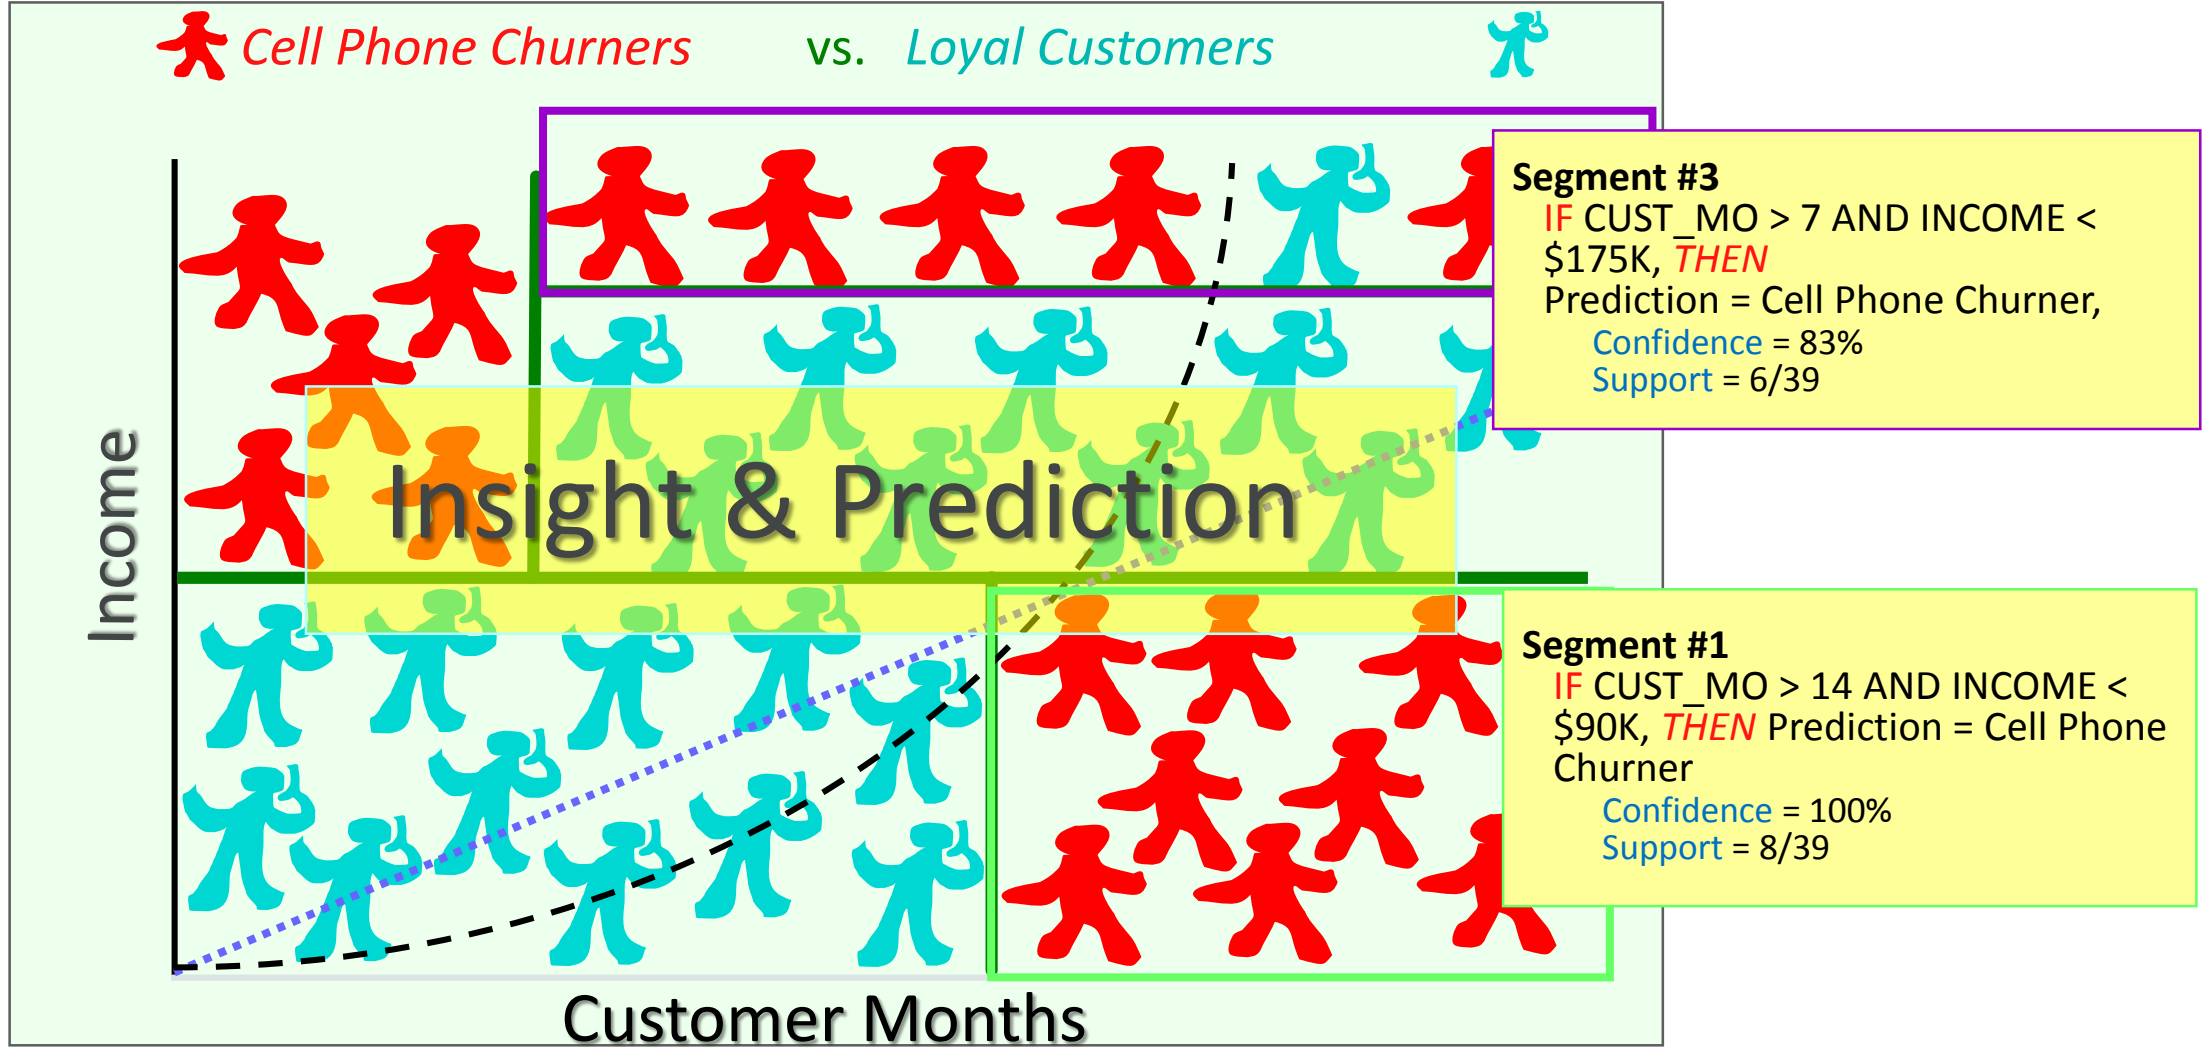 Cell Phone Churners vs. Loyal Customers
Segment #3
IF CUST_MO > 7 AND INCOME <
$175K, THEN
Prediction = Cell Phone Churner,
Confidence = 83%
Support = 6/39
Income
Insight & Prediction
Segment #1
IF CUST_MO > 14 AND INCOME <
$90K, THEN Prediction = Cell Phone
Churner
Confidence = 100%
Support = 8/39
Customer Months